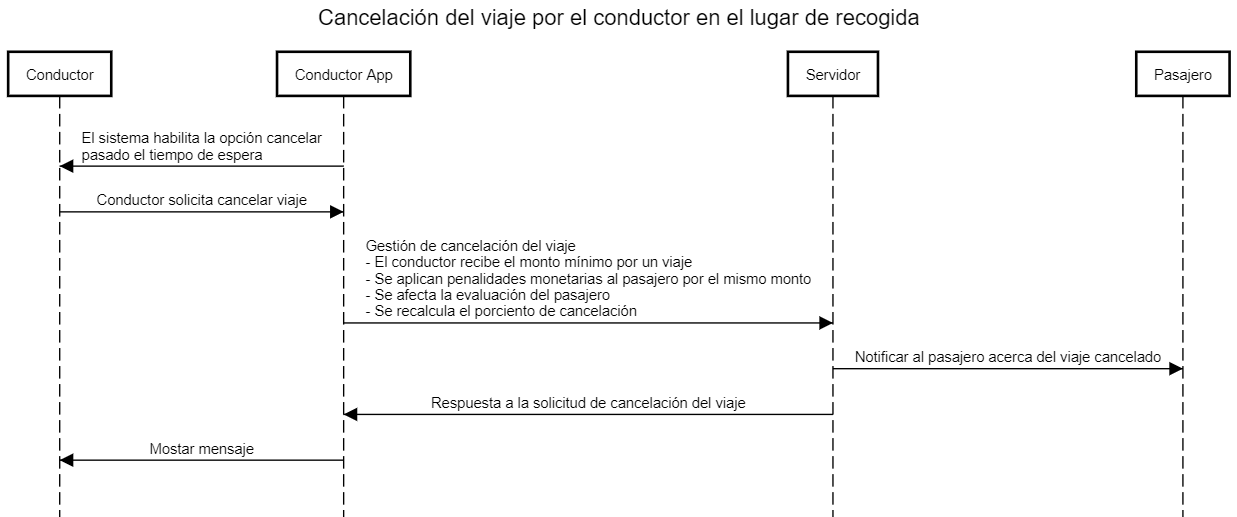 Cancelación del viaje por el conductor en el lugar de recogida
Conductor
Conductor App
Servidor
Pasajero
El sistema habilita la opción cancelar
pasado el tiempo de espera
Conductor solicita cancelar viaje
Gestión de cancelación del viaje
- El conductor recibe el monto mínimo por un viaje
- Se aplican penalidades monetarias al pasajero por el mismo monto
- Se afecta la evaluación del pasajero
- Se recalcula el porciento de cancelación
Notificar al pasajero acerca del viaje cancelado
Respuesta a la solicitud de cancelación del viaje
Mostar mensaje